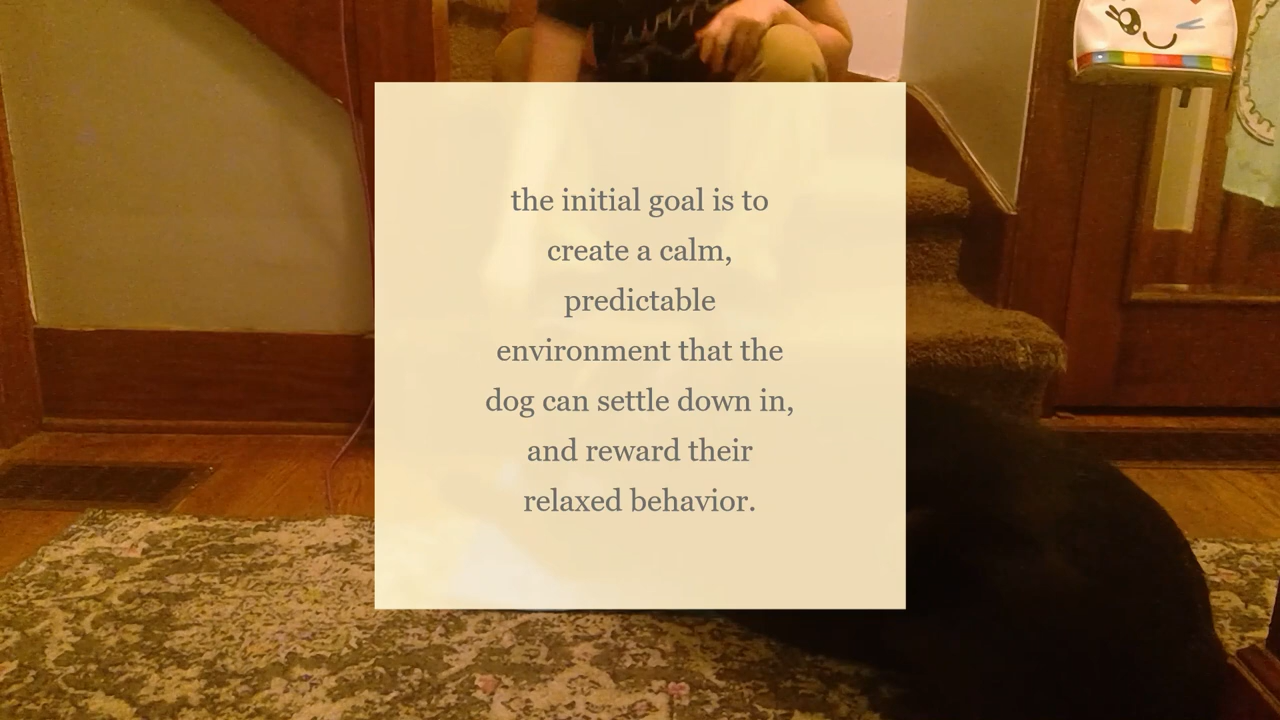 the initial goal is to
create a calm,
predictable
environment that the
dog can settle down in,
and reward their
relaxed behavior.